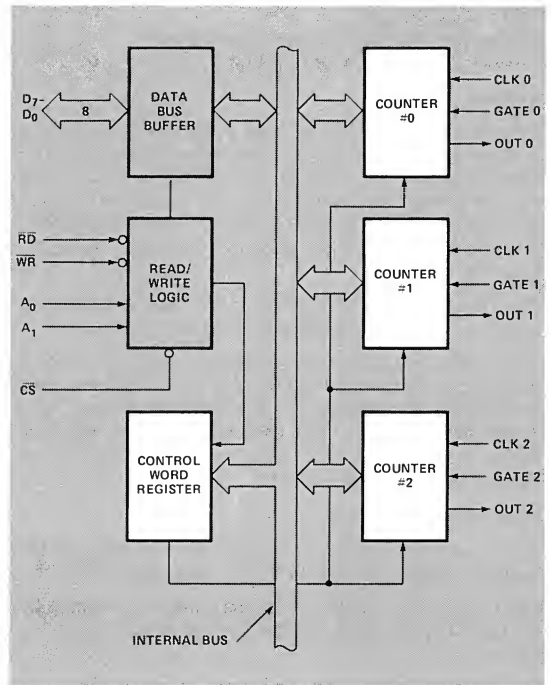 D7-
D0
8
DATA
BUS
BUFFER
COUNTER
#0
CLK 0
GATE 0
OUT 0
RD
WR
A0
A1
CS
READ/
WRITE
LOGIC
COUNTER
#1
CLK 1
GATE 1
OUT 1
CONTROL
WORD
REGISTER
COUNTER
#2
CLK 2
GATE 2
OUT 2
INTERNAL BUS